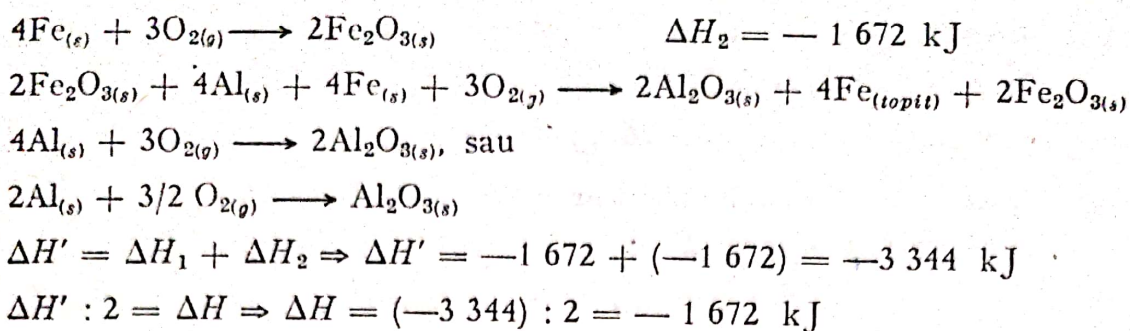 4Fe(s) + 3O2(g) ⟶ 2Fe2O3(s) ΔH2 = — 1 672 kJ
2Fe2O3(s) + 4Al(s) + 4Fe(s) + 3O2(g) ⟶ 2Al2O3(s) + 4Fe(topit) + 2Fe2O3(s)
4Al(s) + 3O2(g) ⟶ 2Al2O3(s), sau
2Al(s) + 3/2 O2(g) ⟶ Al2O3(s)
ΔH′ = ΔH1 + ΔH2 ⇒ ΔH′ = —1 672 + (—1 672) = —3 344 kJ
ΔH′ : 2 = ΔH ⇒ ΔH = (—3 344) : 2 = — 1 672 kJ